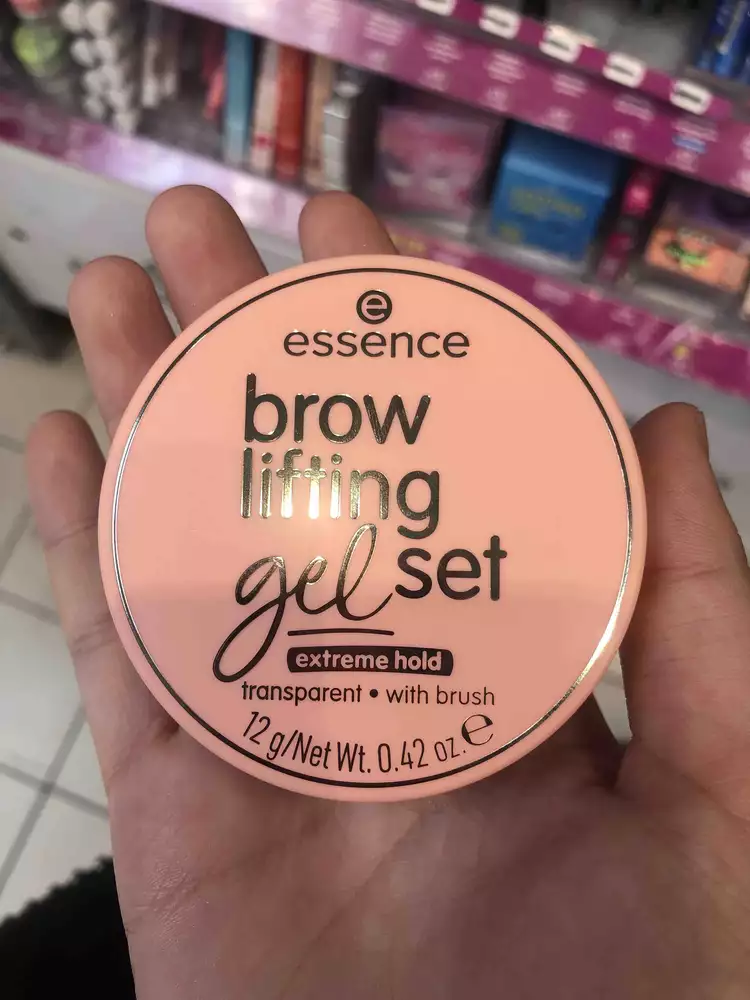 e
essence
brow
lifting
gel set
extreme hold
transparent • with brush
12 g/Net Wt. 0.42 oz. ℮